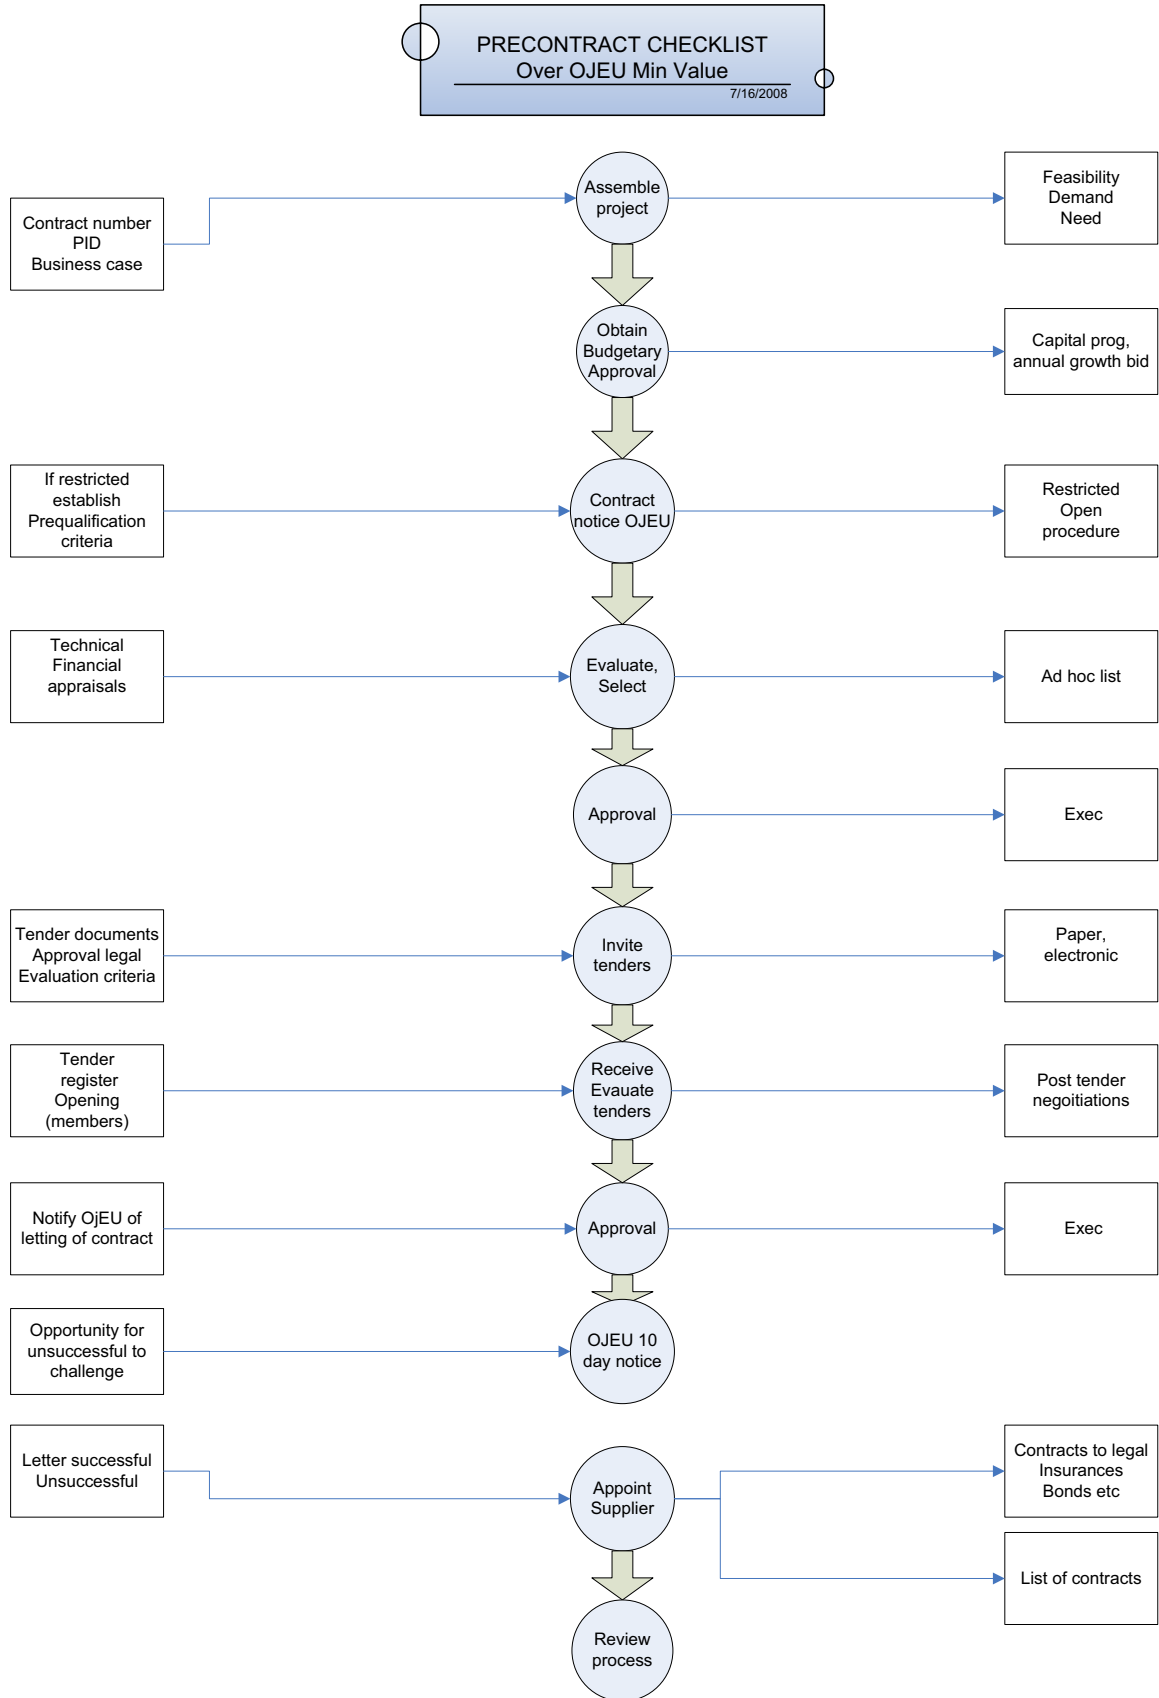 PRECONTRACT CHECKLIST
Over OJEU Min Value
7/16/2008
Contract number
PID
Business case
Assemble
project
Feasibility
Demand
Need
Obtain
Budgetary
Approval
Capital prog,
annual growth bid
If restricted
establish
Prequalification
criteria
Contract
notice OJEU
Restricted
Open
procedure
Technical
Financial
appraisals
Evaluate,
Select
Ad hoc list
Approval
Exec
Tender documents
Approval legal
Evaluation criteria
Invite
tenders
Paper,
electronic
Tender
register
Opening
(members)
Receive
Evauate
tenders
Post tender
negoitiations
Notify OjEU of
letting of contract
Approval
Exec
Opportunity for
unsuccessful to
challenge
OJEU 10
day notice
Letter successful
Unsuccessful
Appoint
Supplier
Contracts to legal
Insurances
Bonds etc
List of contracts
Review
process